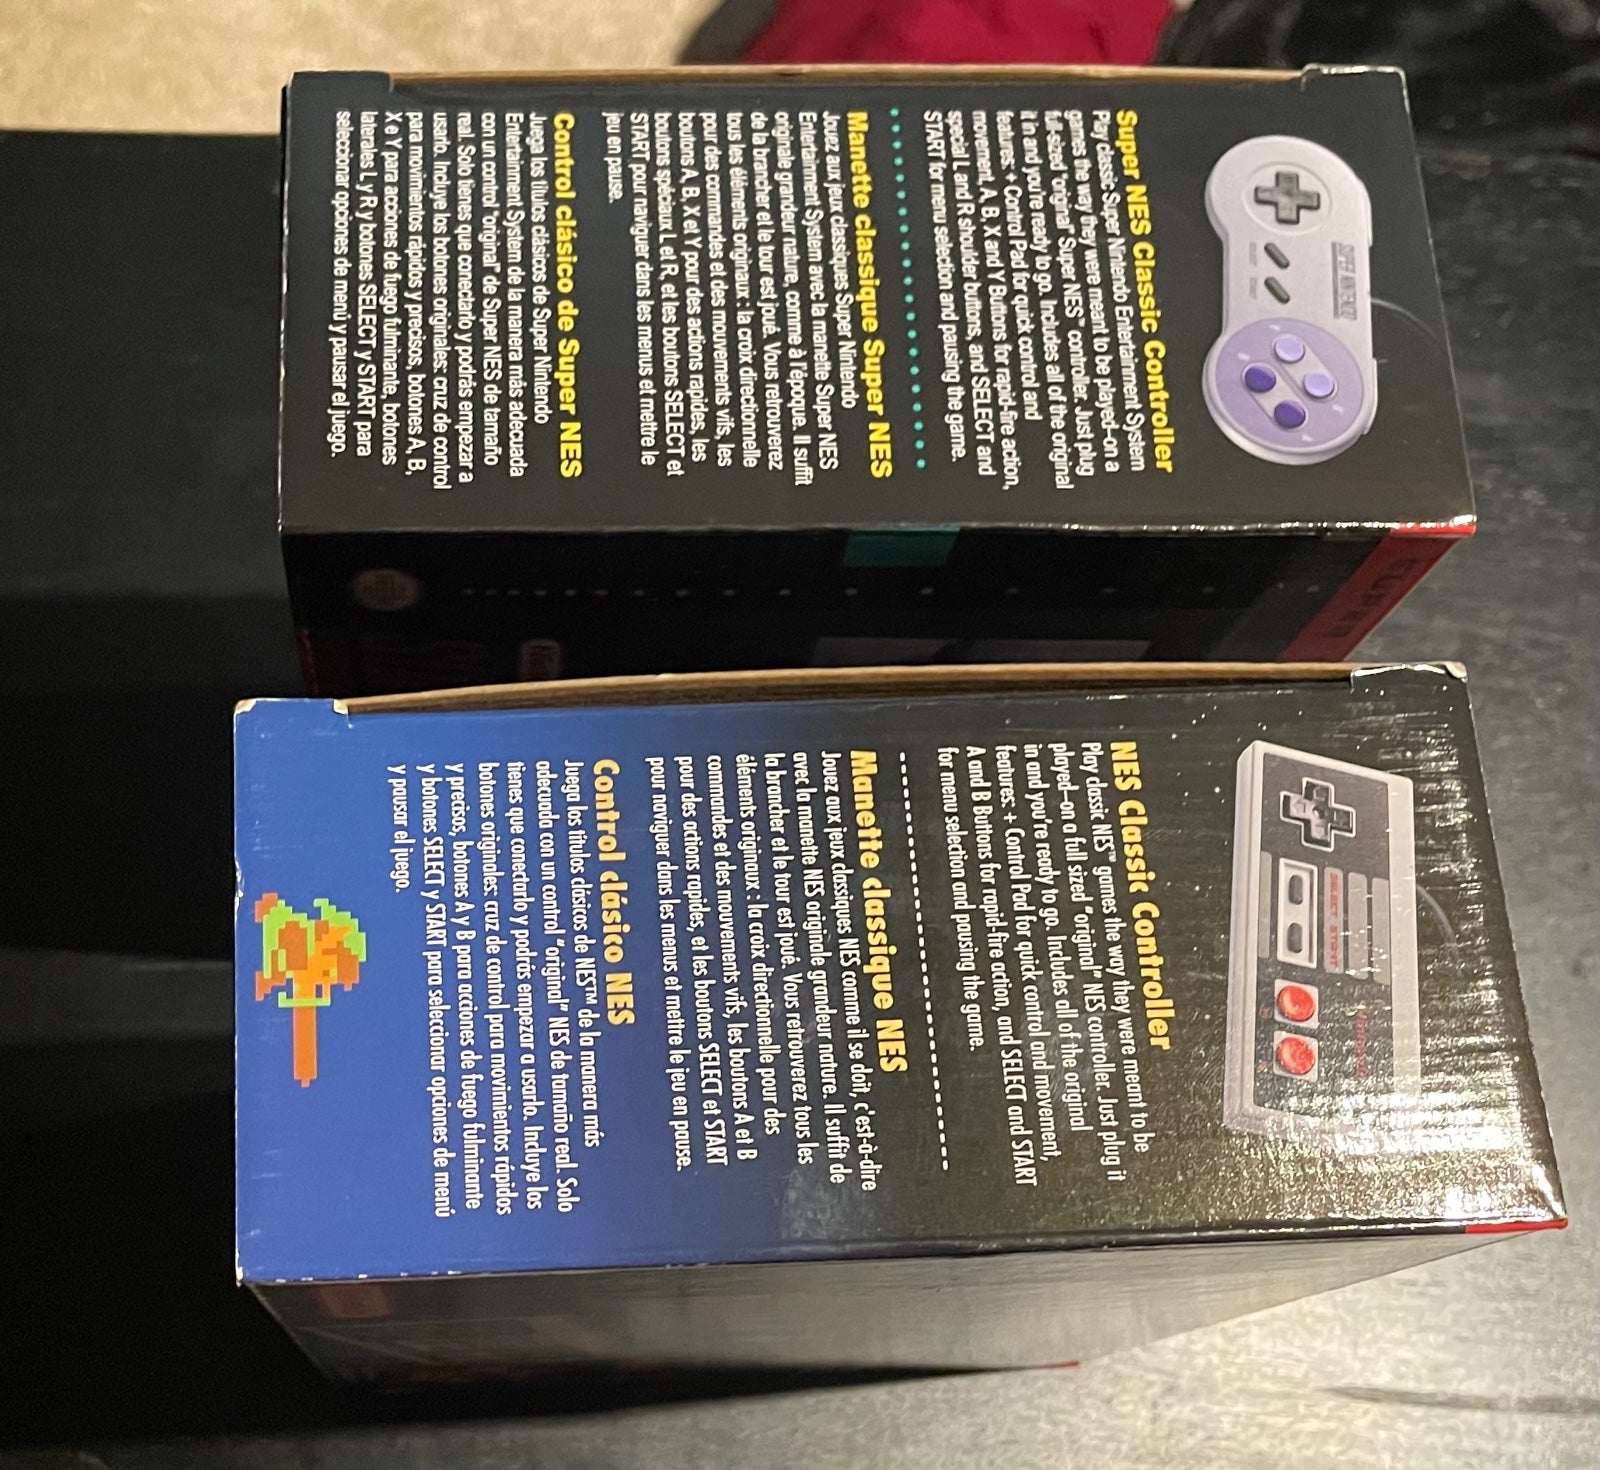 Super NES Classic Controller
Play classic Super Nintendo Entertainment System
games the way they were meant to be played–on a
full-sized "original" Super NES™ controller. Just plug
it in and you're ready to go. Includes all of the original
features: + Control Pad for quick control and
movement, A, B, X and Y Buttons for rapid-fire action,
special L and R shoulder buttons, and SELECT and
START for menu selection and pausing the game.
Manette classique Super NES
Jouez aux jeux classiques Super Nintendo
Entertainment System avec la manette Super NES
originale grandeur nature, comme à l'époque. Il suffit
de la brancher et le tour est joué. Vous retrouverez
tous les éléments originaux : la croix directionnelle
pour des commandes et des mouvements vifs, les
boutons A, B, X et Y pour des actions rapides, les
boutons spéciaux L et R, et les boutons SELECT et
START pour naviguer dans les menus et mettre le
jeu en pause.
Control clásico de Super NES
Juega los títulos clásicos de Super Nintendo
Entertainment System de la manera más adecuada
con un control "original" de Super NES de tamaño
real. Solo tienes que conectarlo y podrás empezar a
usarlo. Incluye los botones originales: cruz de control
para movimientos rápidos y precisos, botones A, B,
X e Y para acciones de fuego fulminante, botones
laterales L y R y botones SELECT y START para
seleccionar opciones de menú y pausar el juego.
SUPER NINTENDO
SELECT START
SUPER
NES Classic Controller
Play classic NES™ games the way they were meant to be
played–on a full sized "original" NES controller. Just plug it
in and you're ready to go. Includes all of the original
features: + Control Pad for quick control and movement,
A and B Buttons for rapid-fire action, and SELECT and START
for menu selection and pausing the game.
Manette classique NES
Jouez aux jeux classiques NES comme il se doit, c'est-à-dire
avec la manette NES originale grandeur nature. Il suffit de
la brancher et le tour est joué. Vous retrouverez tous les
éléments originaux : la croix directionnelle pour des
commandes et des mouvements vifs, les boutons A et B
pour des actions rapides, et les boutons SELECT et START
pour naviguer dans les menus et mettre le jeu en pause.
Control clásico NES
Juega los títulos clásicos de NES™ de la manera más
adecuada con un control "original" NES de tamaño real. Solo
tienes que conectarlo y podrás empezar a usarlo. Incluye los
botones originales: cruz de control para movimientos rápidos
y precisos, botones A y B para acciones de fuego fulminante
y botones SELECT y START para seleccionar opciones de menú
y pausar el juego.
SELECT START
Nintendo